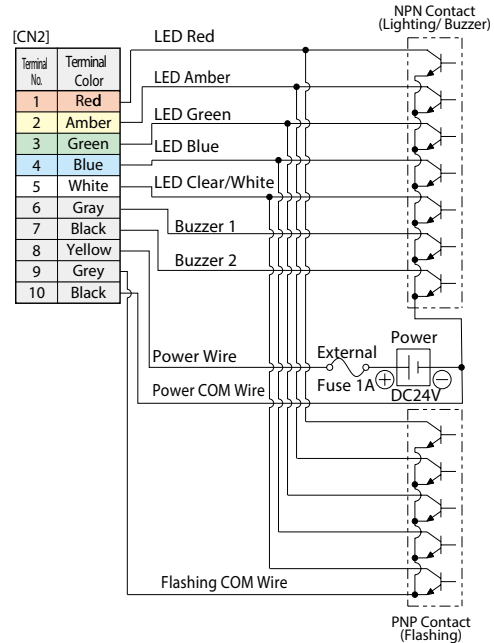 NPN Contact
(Lighting/ Buzzer)
[CN2]
LED Red
Terminal No. Terminal Color
LED Amber
1 Red
2 Amber
LED Green
3 Green
LED Blue
4 Blue
5 White
LED Clear/White
6 Gray
Buzzer 1
7 Black
8 Yellow
Buzzer 2
9 Grey
10 Black
Power
Power Wire
External
Fuse 1A
DC24V
Power COM Wire
Flashing COM Wire
PNP Contact
(Flashing)